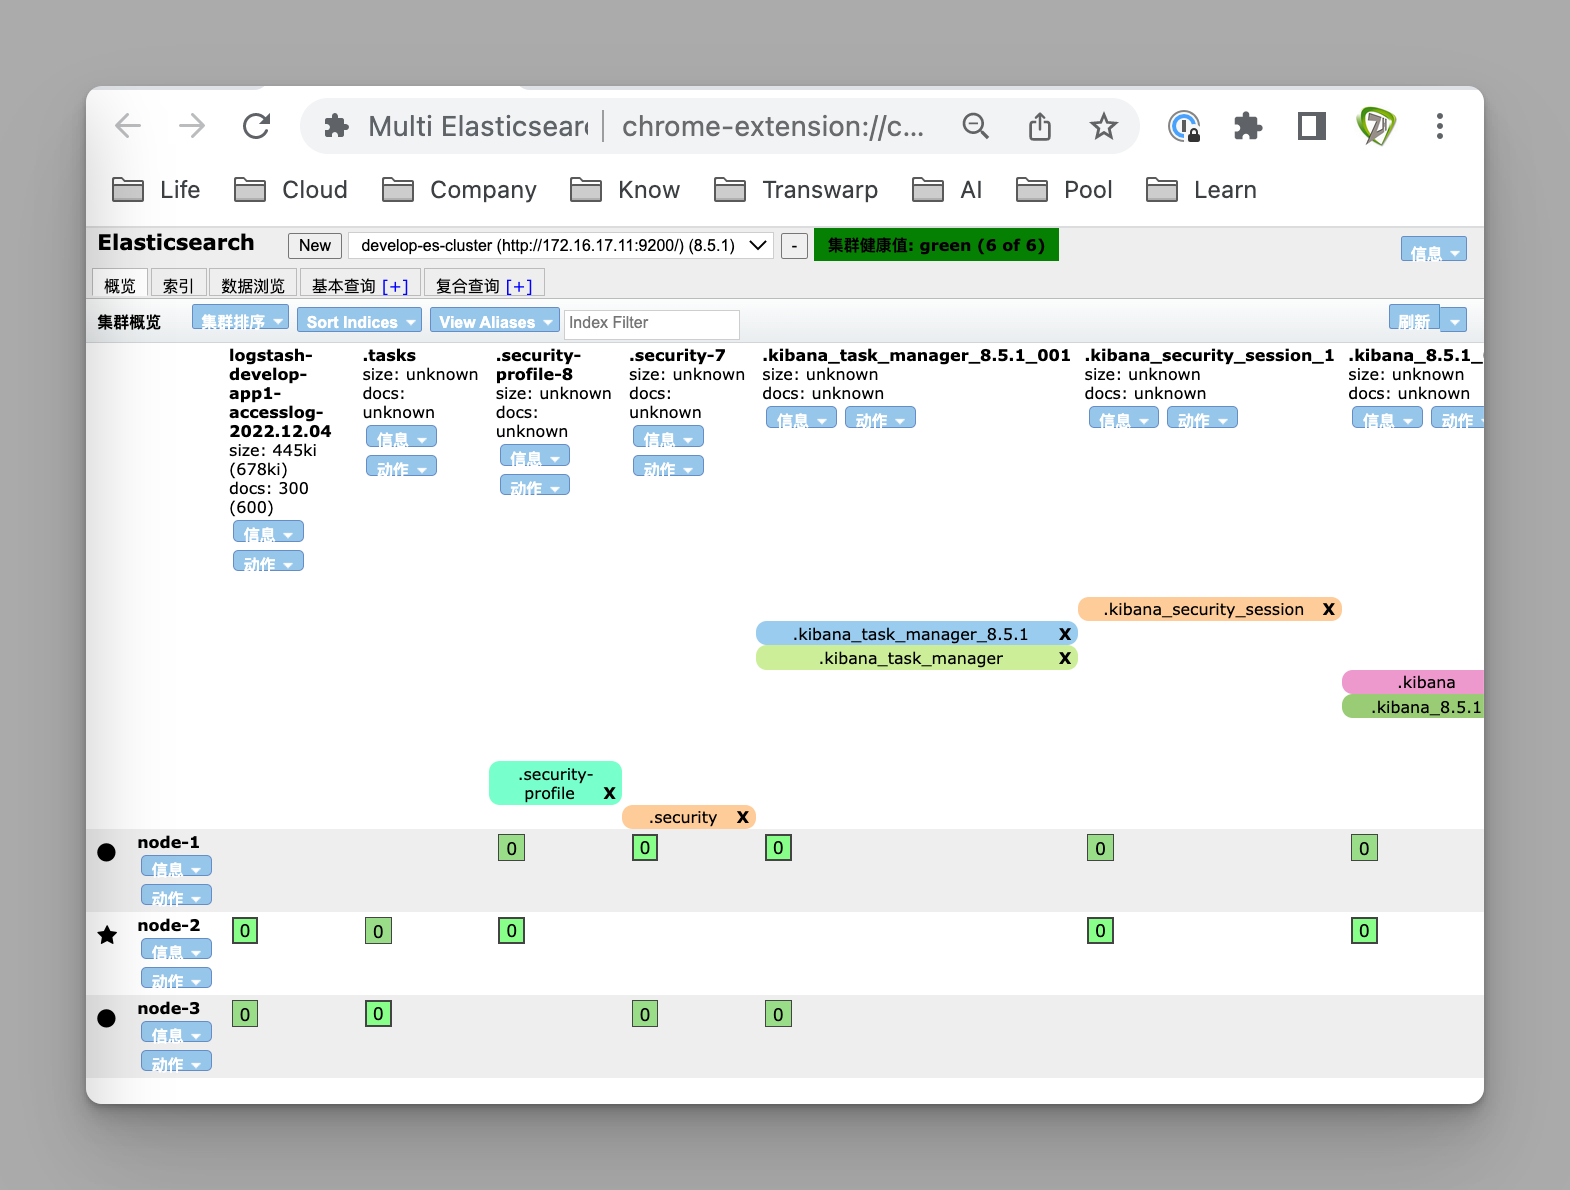 Multi Elasticsear
chrome-extension://c...
Life
Cloud
Company
Know
Transwarp
AI
Pool
Learn
Elasticsearch
New
develop-es-cluster (http://172.16.17.11:9200/) (8.5.1)
-
集群健康值: green (6 of 6)
信息
概览
索引
数据浏览
基本查询 [+]
复合查询 [+]
集群概览
集群排序
Sort Indices
View Aliases
Index Filter
刷新
logstash-
develop-
app1-
accesslog-
2022.12.04
size: 445ki
(678ki)
docs: 300
(600)
信息
动作
.tasks
size: unknown
docs:
unknown
信息
动作
.security-
profile-8
size: unknown
docs:
unknown
信息
动作
.security-7
size: unknown
docs:
unknown
信息
动作
.kibana_task_manager_8.5.1_001
size: unknown
docs: unknown
信息
动作
.kibana_security_session_1
size: unknown
docs: unknown
信息
动作
.kibana_8.5.1_
size: unknown
docs: unknown
信息
动作
.kibana_security_session X
.kibana_task_manager_8.5.1 X
.kibana_task_manager X
.kibana
.kibana_8.5.1
.security-
profile X
.security X
node-1
信息
动作
0
0
0
0
0
node-2
信息
动作
0
0
0
0
0
node-3
信息
动作
0
0
0
0